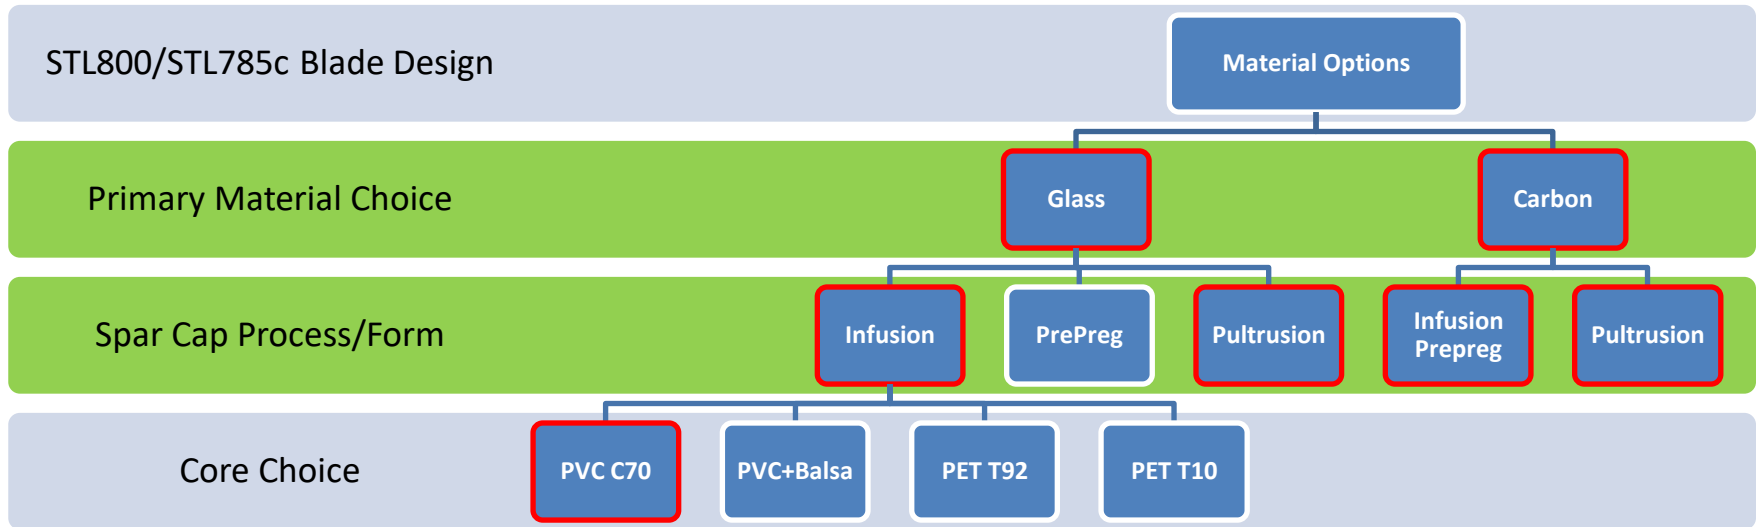 STL800/STL785c Blade Design
Material Options
Primary Material Choice
Glass
Carbon
Spar Cap Process/Form
Infusion
PrePreg
Pultrusion
Infusion
Prepreg
Pultrusion
Core Choice
PVC C70
PVC+Balsa
PET T92
PET T10